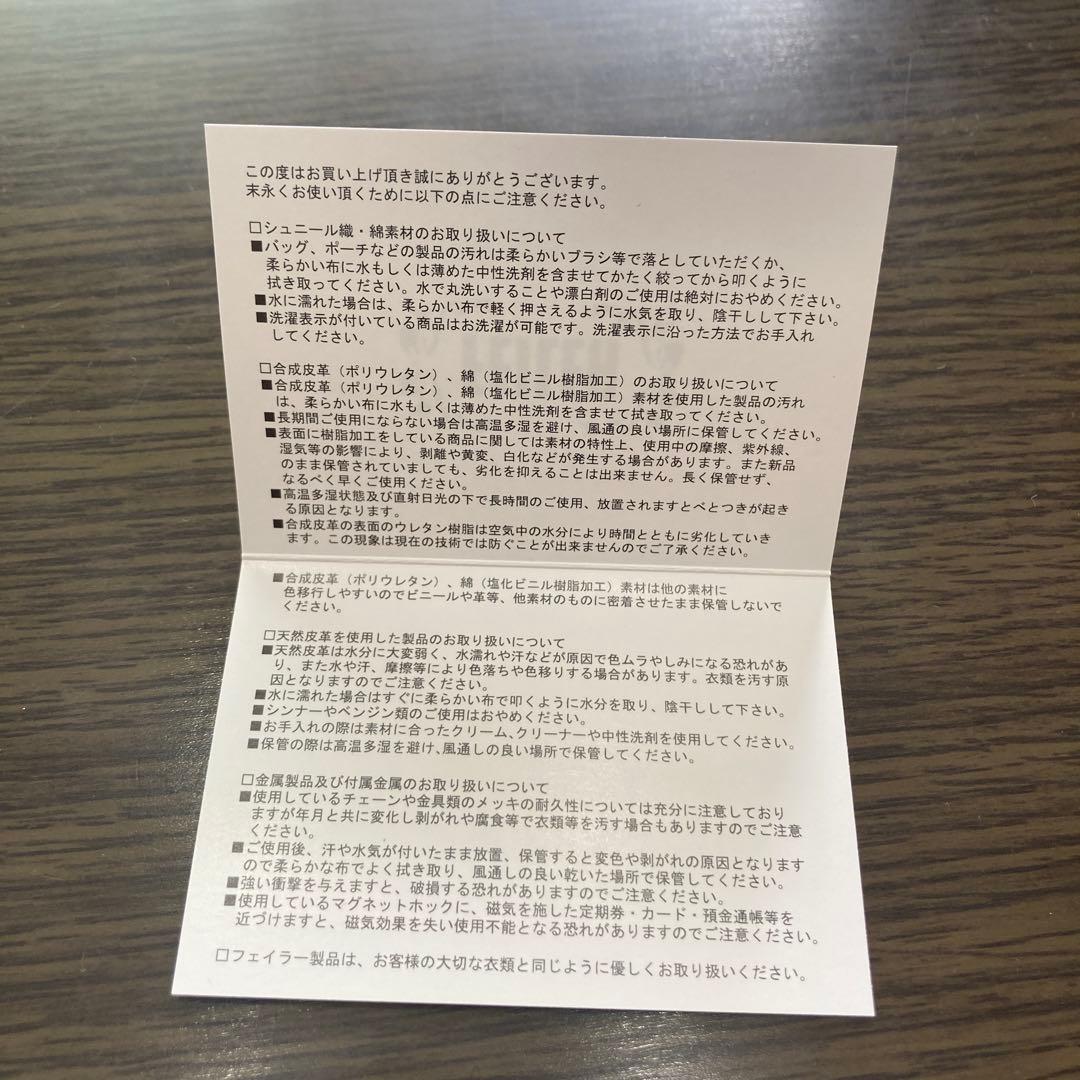 この度はお買い上げ頂き誠にありがとうございます。
末永くお使い頂くために以下の点にご注意ください。
□シュニール織・綿素材のお取り扱いについて
■バッグ、ポーチなどの製品の汚れは柔らかいブラシ等で落としていただくか、
柔らかい布に水もしくは薄めた中性洗剤を含ませてかたく絞ってから叩くように
拭き取ってください。水で丸洗いすることや漂白剤のご使用は絶対におやめください。
■水に濡れた場合は、柔らかい布で軽く押さえるように水気を取り、陰干しして下さい。
■洗濯表示が付いている商品はお洗濯が可能です。洗濯表示に沿った方法でお手入れ
してください。
□合成皮革（ポリウレタン）、綿（塩化ビニル樹脂加工）のお取り扱いについて
■合成皮革（ポリウレタン）、綿（塩化ビニル樹脂加工）素材を使用した製品の汚れ
は、柔らかい布に水もしくは薄めた中性洗剤を含ませて拭き取ってください。
■長期間ご使用にならない場合は高温多湿を避け、風通の良い場所に保管してください。
■表面に樹脂加工をしている商品に関しては素材の特性上、使用中の摩擦、紫外線、
湿気等の影響により、剥離や黄変、白化などが発生する場合があります。また新品
のまま保管されていましても、劣化を抑えることは出来ません。長く保管せず、
なるべく早くご使用ください。
■高温多湿状態及び直射日光の下で長時間のご使用、放置されますとべとつきが起き
る原因となります。
■合成皮革の表面のウレタン樹脂は空気中の水分により時間とともに劣化していき
ます。この現象は現在の技術では防ぐことが出来ませんのでご了承ください。
■合成皮革（ポリウレタン）、綿（塩化ビニル樹脂加工）素材は他の素材に
色移行しやすいのでビニールや革等、他素材のものに密着させたまま保管しないで
ください。
□天然皮革を使用した製品のお取り扱いについて
■天然皮革は水分に大変弱く、水濡れや汗などが原因で色ムラやしみになる恐れがあ
り、また水や汗、摩擦等により色落ちや色移りする場合があります。衣類を汚す原
因となりますのでご注意ください。
■水に濡れた場合はすぐに柔らかい布で叩くように水分を取り、陰干しして下さい。
■シンナーやベンジン類のご使用はおやめください。
■お手入れの際は素材に合ったクリーム、クリーナーや中性洗剤を使用してください。
■保管の際は高温多湿を避け、風通しの良い場所で保管してください。
□金属製品及び付属金属のお取り扱いについて
■使用しているチェーンや金具類のメッキの耐久性については充分に注意しており
ますが年月と共に変化し剥がれや腐食等で衣類等を汚す場合もありますのでご注意
ください。
■ご使用後、汗や水気が付いたまま放置、保管すると変色や剥がれの原因となります
ので柔らかな布でよく拭き取り、風通しの良い乾いた場所で保管してください。
■強い衝撃を与えますと、破損する恐れがありますのでご注意ください。
■使用しているマグネットホックに、磁気を施した定期券・カード・預金通帳等を
近づけますと、磁気効果を失い使用不能となる恐れがありますのでご注意ください。
□フェイラー製品は、お客様の大切な衣類と同じように優しくお取り扱いください。